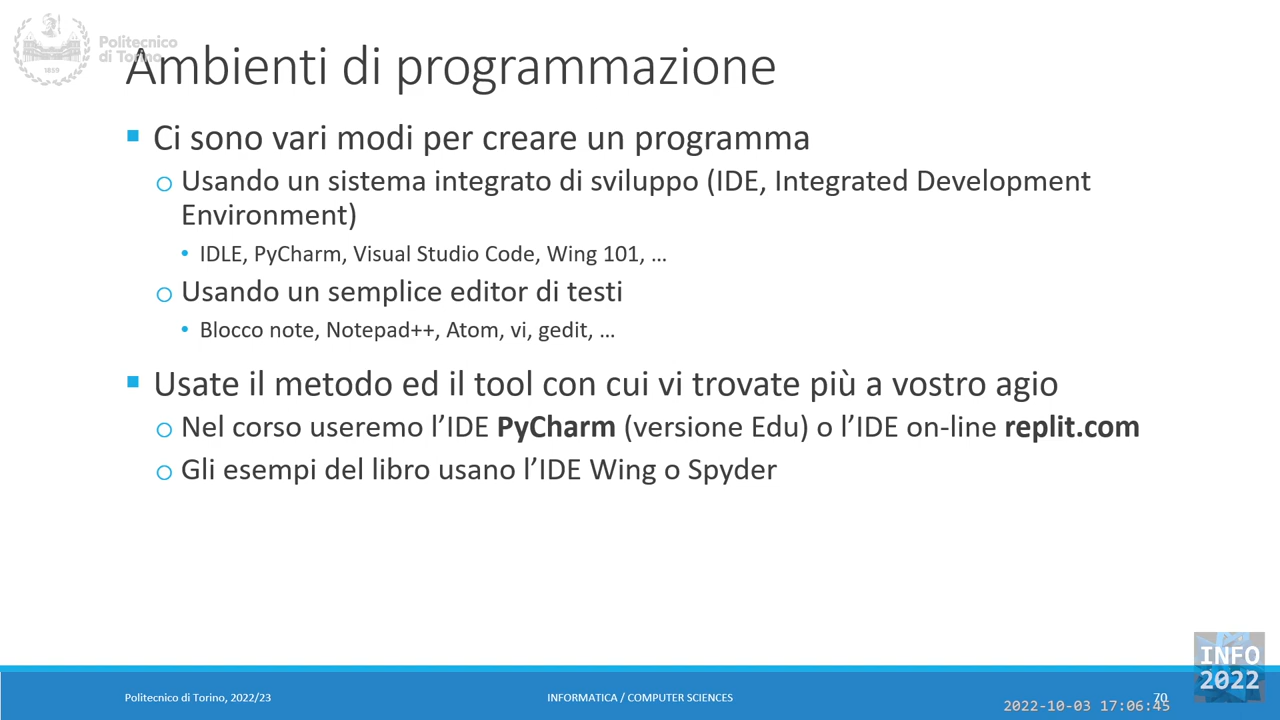 Politecnico
di Torino
1859
Ambienti di programmazione
Ci sono vari modi per creare un programma
Usando un sistema integrato di sviluppo (IDE, Integrated Development
Environment)
IDLE, PyCharm, Visual Studio Code, Wing 101, …
Usando un semplice editor di testi
Blocco note, Notepad++, Atom, vi, gedit, …
Usate il metodo ed il tool con cui vi trovate più a vostro agio
Nel corso useremo l’IDE PyCharm (versione Edu) o l’IDE on-line replit.com
Gli esempi del libro usano l’IDE Wing o Spyder
INFO
2022
Politecnico di Torino, 2022/23
INFORMATICA / COMPUTER SCIENCES
70
2022-10-03 17:06:45